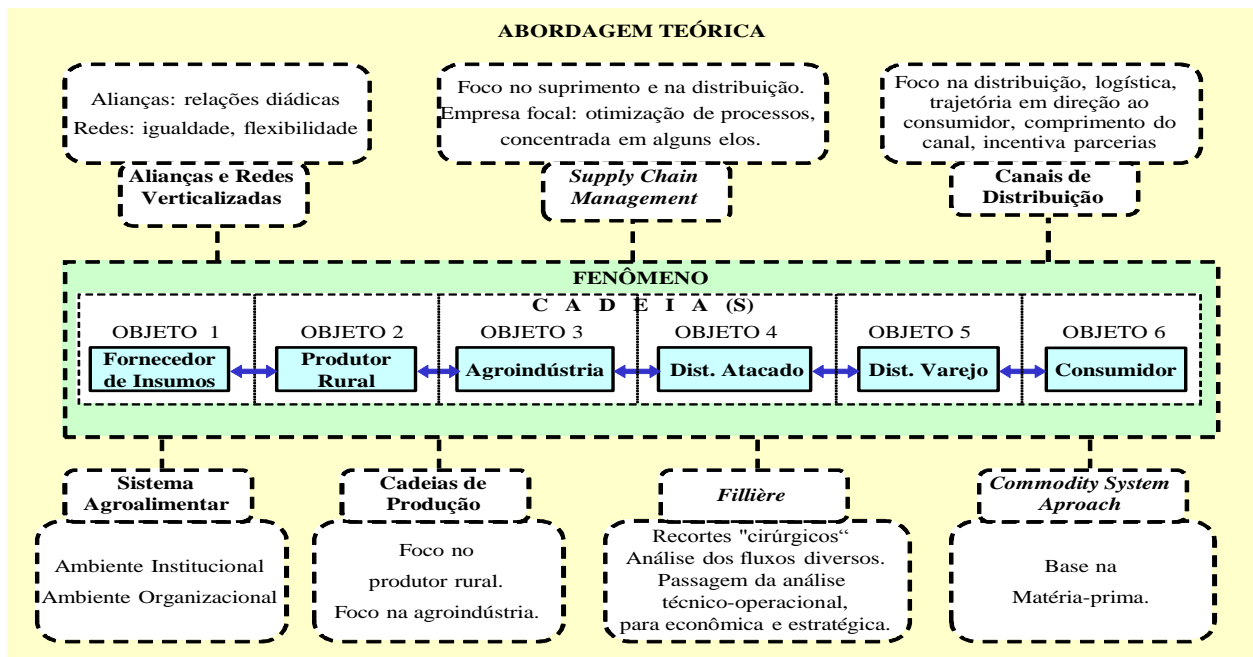 ABORDAGEM TEÓRICA
Alianças: relações diádicas
Redes: igualdade, flexibilidade
Alianças e Redes
Verticalizadas
Foco no suprimento e na distribuição.
Empresa focal: otimização de processos,
concentrada em alguns elos.
Supply Chain
Management
Foco na distribuição, logística,
trajetória em direção ao
consumidor, comprimento do
canal, incentiva parcerias
Canais de
Distribuição
FENÔMENO
C A D E I A (S)
OBJETO 1
Fornecedor
de Insumos
OBJETO 2
Produtor
Rural
OBJETO 3
Agroindústria
OBJETO 4
Dist. Atacado
OBJETO 5
Dist. Varejo
OBJETO 6
Consumidor
Sistema
Agroalimentar
Ambiente Institucional
Ambiente Organizacional
Cadeias de
Produção
Foco no
produtor rural.
Foco na agroindústria.
Fillière
Recortes "cirúrgicos“
Análise dos fluxos diversos.
Passagem da análise
técnico-operacional,
para econômica e estratégica.
Commodity System
Aproach
Base na
Matéria-prima.